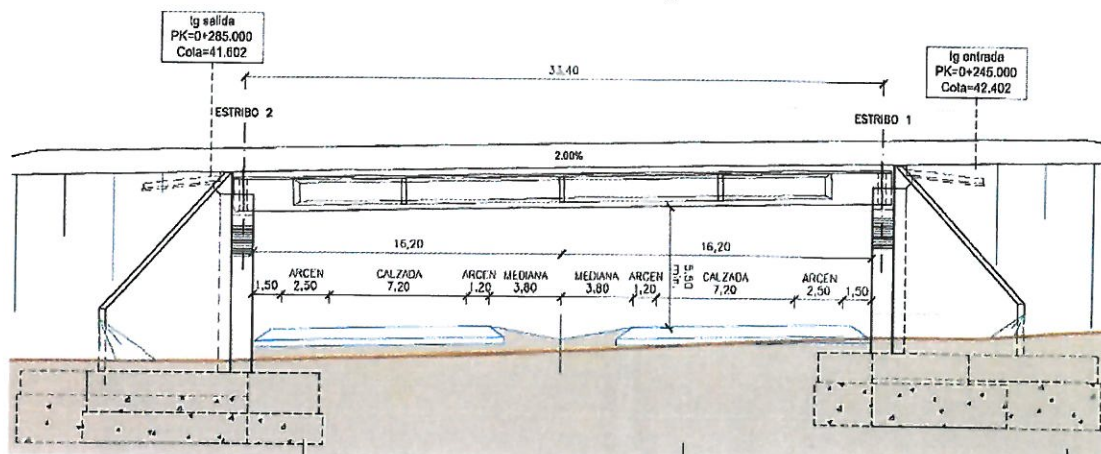 tg salida
PK=0+285.000
Cota=41.602
tg entrada
PK=0+245.000
Cota=42.402
33,40
ESTRIBO 2
ESTRIBO 1
2.00%
16,20
16,20
5.50
min.
ARCEN
CALZADA
ARCEN
MEDIANA
MEDIANA
ARCEN
CALZADA
ARCEN
1,50
2,50
7,20
1,20
3,80
3,80
1,20
7,20
2,50
1,50